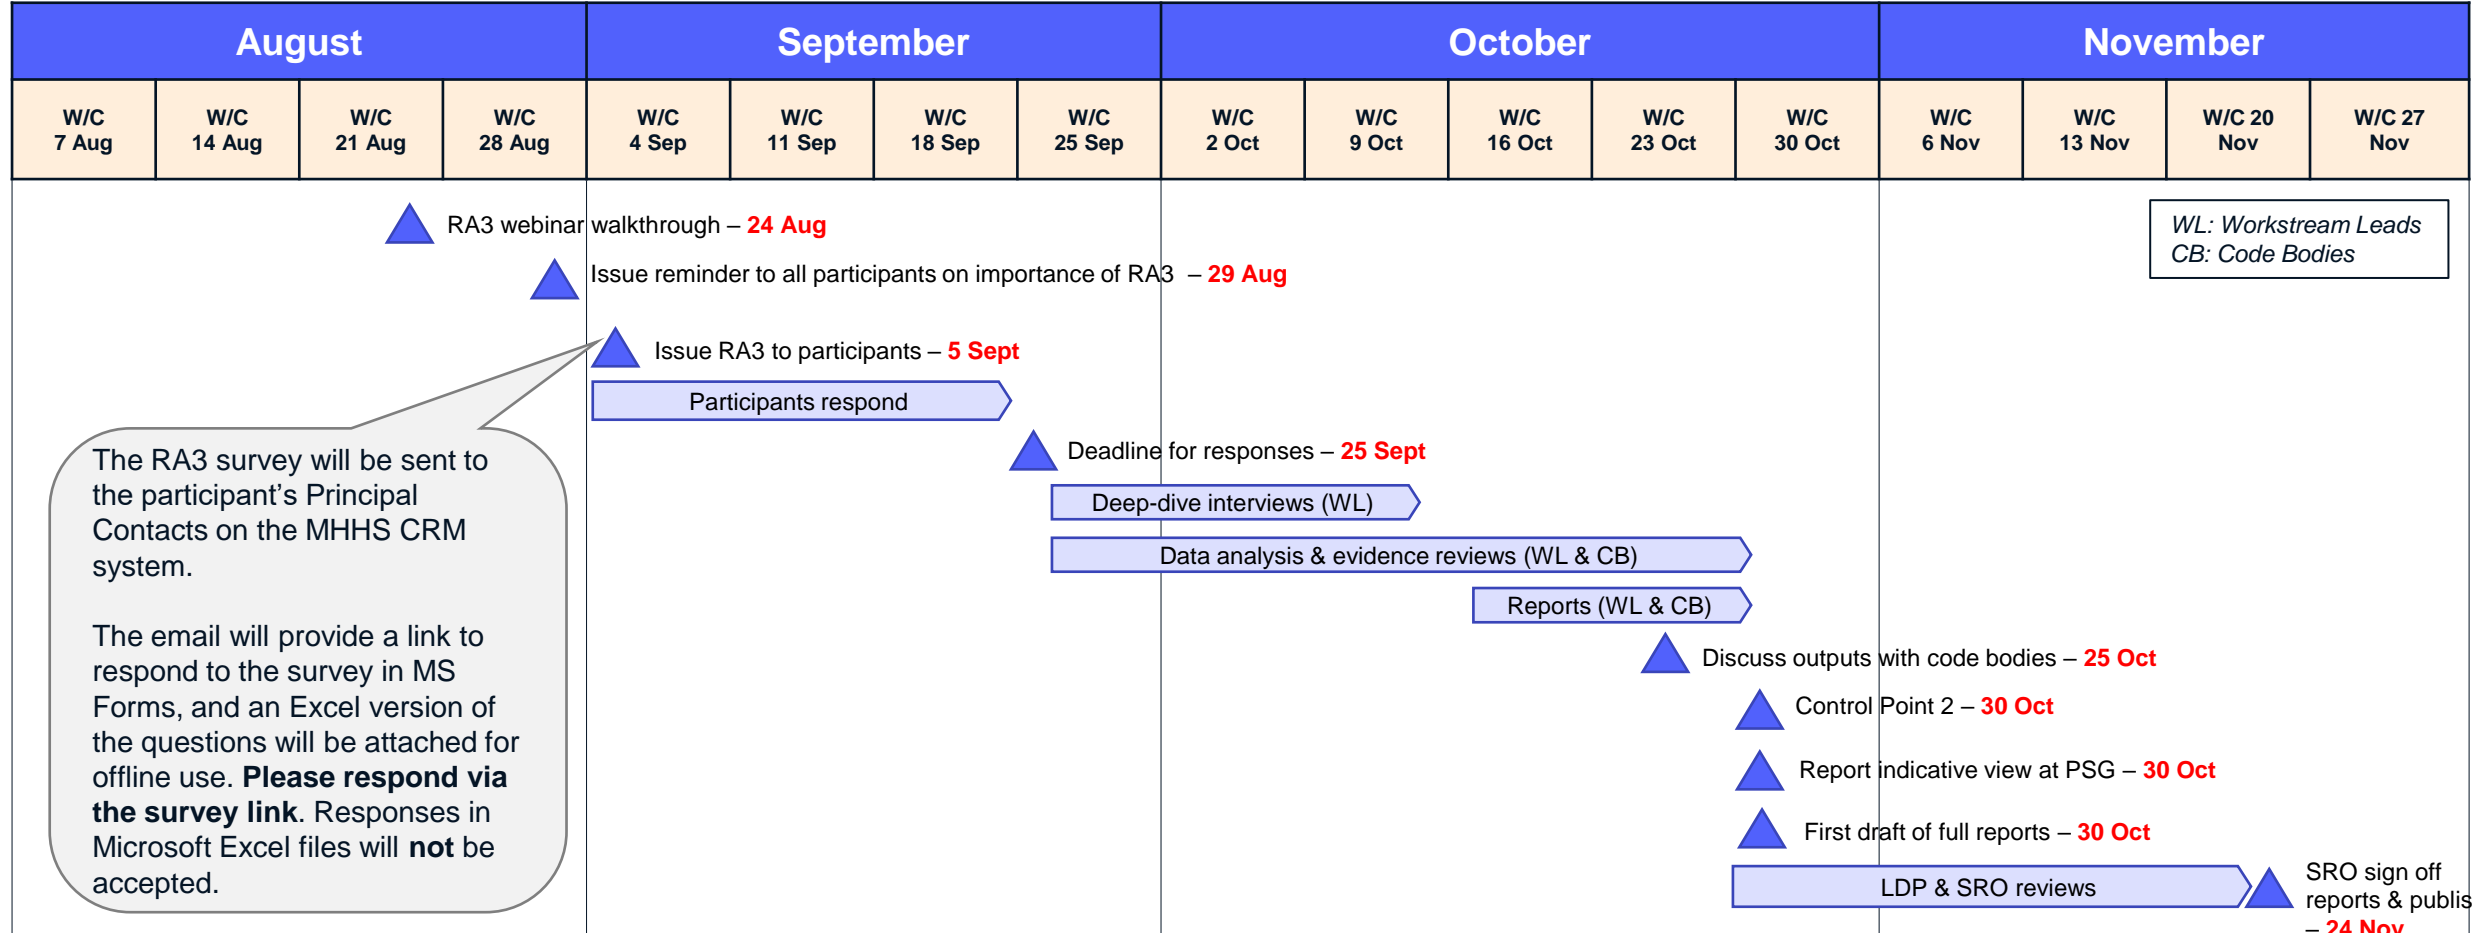 August
September
October
November
W/C
7 Aug
W/C
14 Aug
W/C
21 Aug
W/C
28 Aug
W/C
4 Sep
W/C
11 Sep
W/C
18 Sep
W/C
25 Sep
W/C
2 Oct
W/C
9 Oct
W/C
16 Oct
W/C
23 Oct
W/C
30 Oct
W/C
6 Nov
W/C
13 Nov
W/C 20
Nov
W/C 27
Nov
RA3 webinar walkthrough – 24 Aug
WL: Workstream Leads
CB: Code Bodies
Issue reminder to all participants on importance of RA3 – 29 Aug
Issue RA3 to participants – 5 Sept
Participants respond
Deadline for responses – 25 Sept
The RA3 survey will be sent to
the participant's Principal
Contacts on the MHHS CRM
system.
The email will provide a link to
respond to the survey in MS
Forms, and an Excel version of
the questions will be attached for
offline use. Please respond via
the survey link. Responses in
Microsoft Excel files will not be
accepted.
Deep-dive interviews (WL)
Data analysis & evidence reviews (WL & CB)
Reports (WL & CB)
Discuss outputs with code bodies – 25 Oct
Control Point 2 – 30 Oct
Report indicative view at PSG – 30 Oct
First draft of full reports – 30 Oct
LDP & SRO reviews
SRO sign off
reports & publis
– 24 Nov